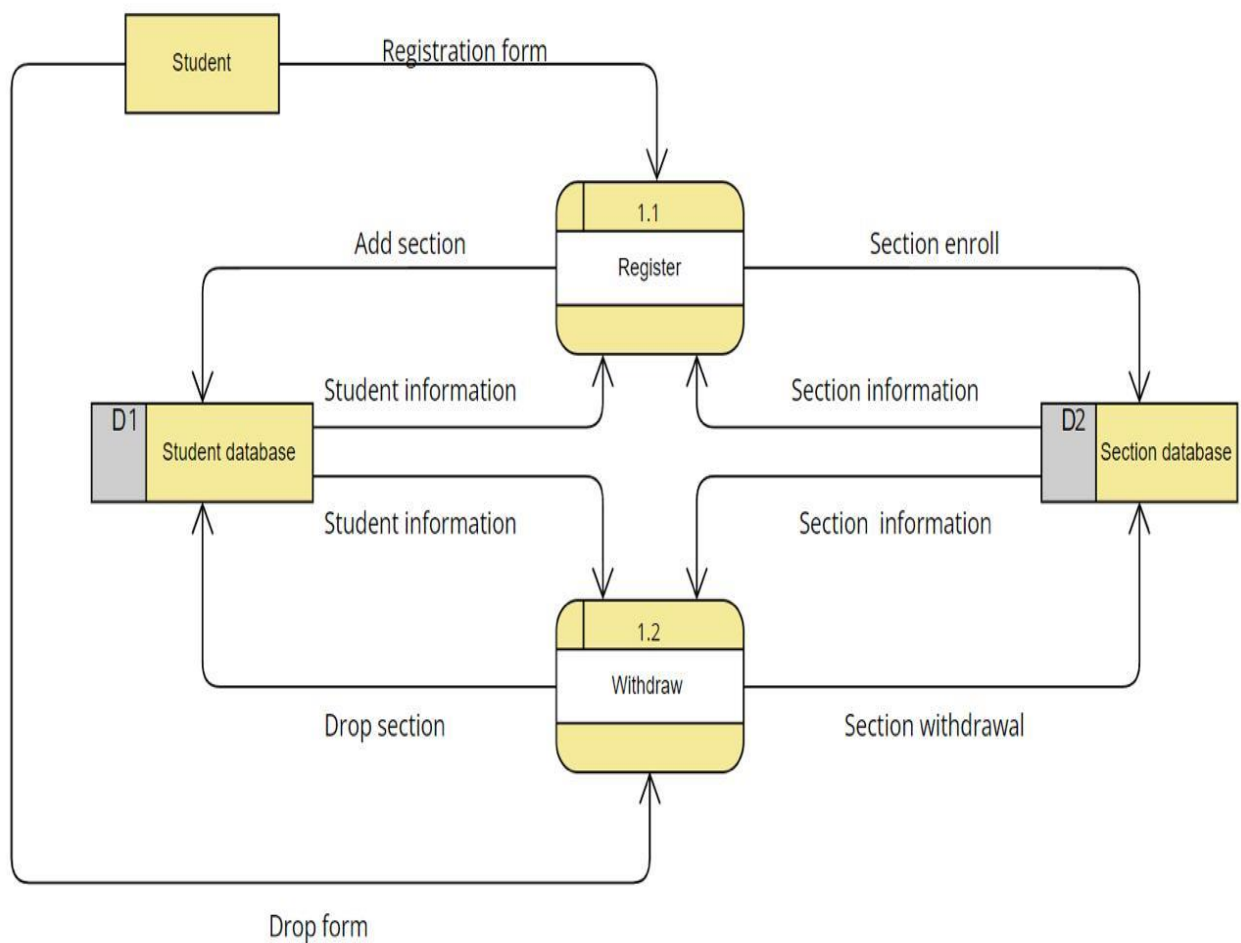 Student
Registration form
1.1
Register
Add section
Section enroll
Student information
Section information
D1
Student database
D2
Section database
Student information
Section information
1.2
Withdraw
Drop section
Section withdrawal
Drop form